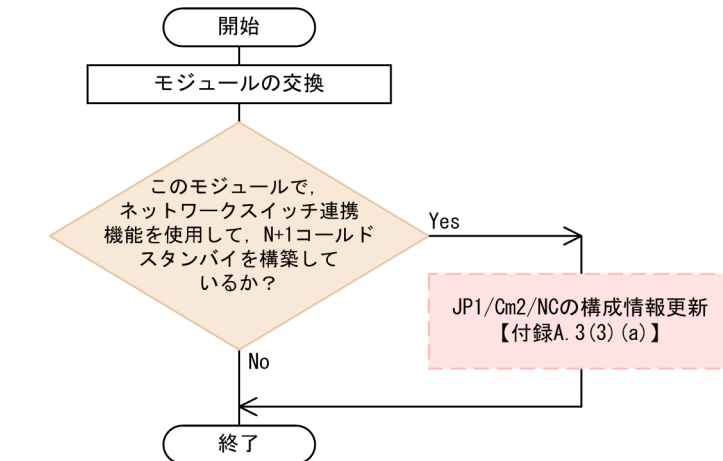 開始
モジュールの交換
このモジュールで，
ネットワークスイッチ連携
機能を使用して，N+1コールド
スタンバイを構築して
いるか？
Yes
JP1/Cm2/NCの構成情報更新
【付録A.3(3)(a)】
No
終了